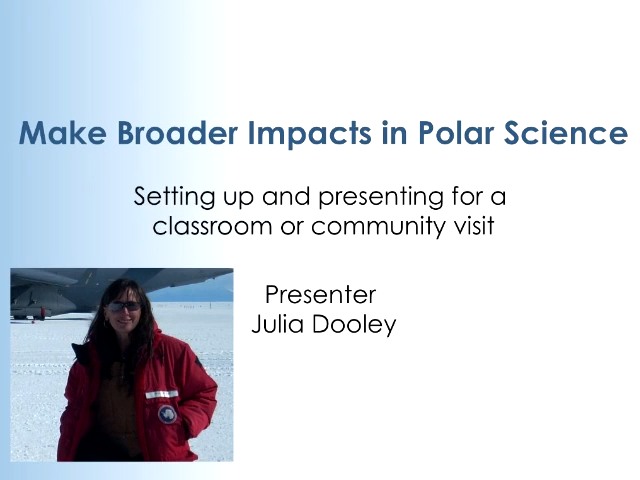 Make Broader Impacts in Polar Science
Setting up and presenting for a
classroom or community visit
Presenter
Julia Dooley